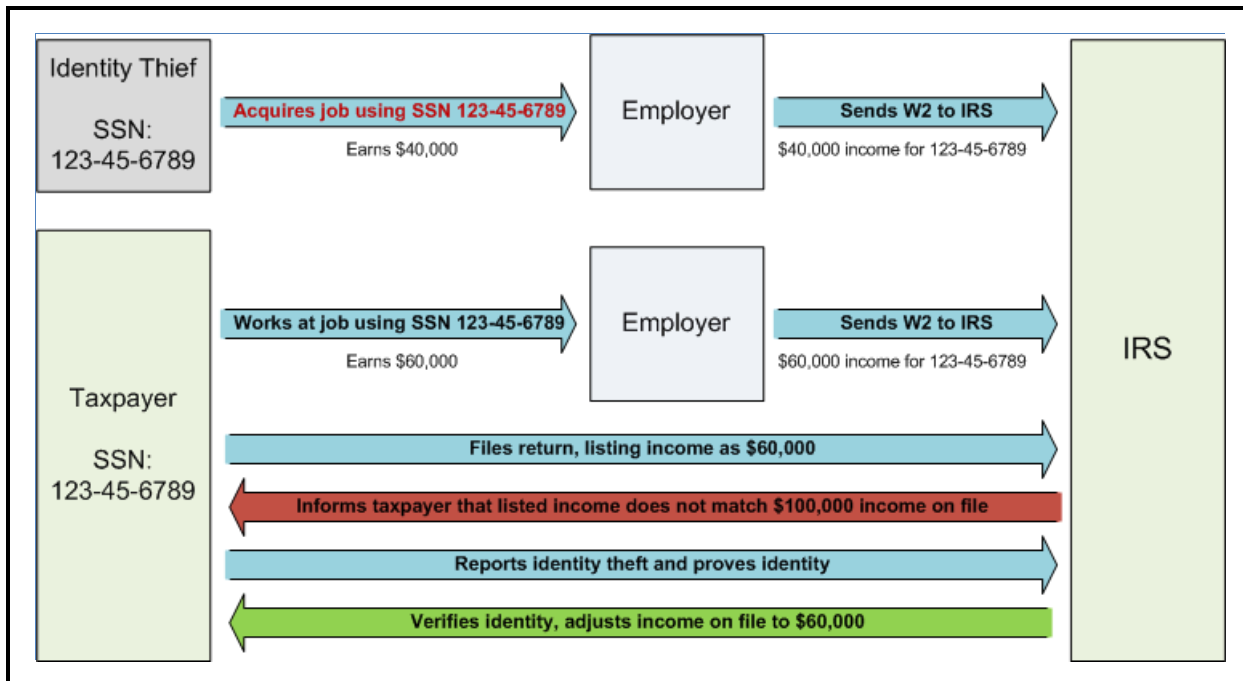 Identity Thief
SSN:
123-45-6789
Acquires job using SSN 123-45-6789
Earns $40,000
Employer
Sends W2 to IRS
$40,000 income for 123-45-6789
Taxpayer
SSN:
123-45-6789
Works at job using SSN 123-45-6789
Earns $60,000
Employer
Sends W2 to IRS
$60,000 income for 123-45-6789
IRS
Files return, listing income as $60,000
Informs taxpayer that listed income does not match $100,000 income on file
Reports identity theft and proves identity
Verifies identity, adjusts income on file to $60,000